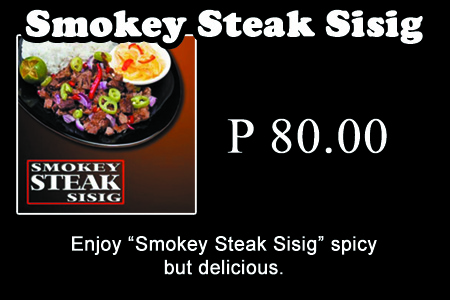 Smokey Steak Sisig
SMOKEY
STEAK
SISIG
P 80.00
Enjoy “Smokey Steak Sisig” spicy
but delicious.